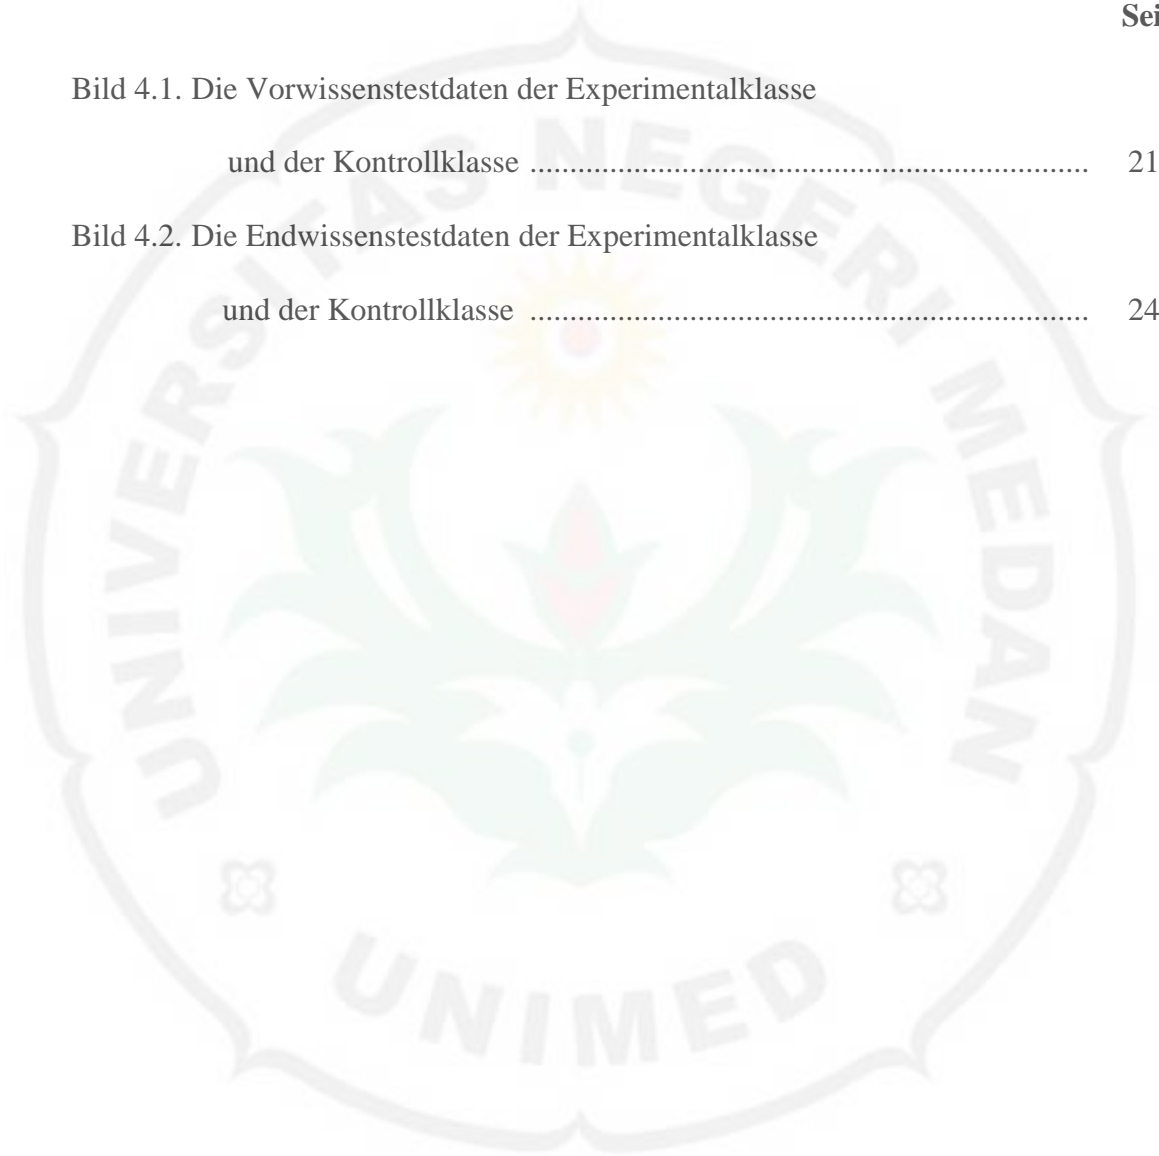 Sei
Bild 4.1. Die Vorwissenstestdaten der Experimentalklasse
und der Kontrollklasse ...................................................................... 21
Bild 4.2. Die Endwissenstestdaten der Experimentalklasse
und der Kontrollklasse ...................................................................... 24
UNIVERSITAS NEGERI MEDAN
UNIMED